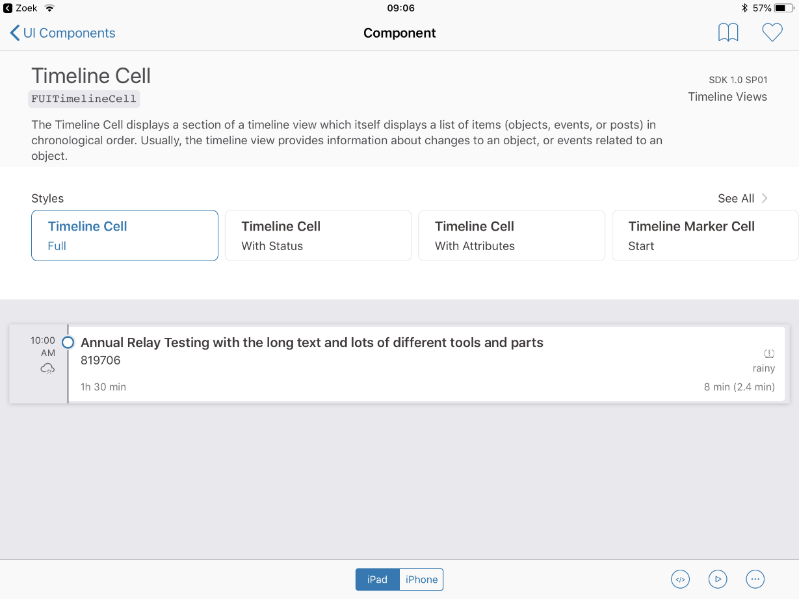 Zoek
09:06
57%
UI Components
Component
Timeline Cell
SDK 1.0 SP01
FUITimelineCell
Timeline Views
The Timeline Cell displays a section of a timeline view which itself displays a list of items (objects, events, or posts) in
chronological order. Usually, the timeline view provides information about changes to an object, or events related to an
object.
Styles
See All
Timeline Cell
Full
Timeline Cell
With Status
Timeline Cell
With Attributes
Timeline Marker Cell
Start
10:00
AM
Annual Relay Testing with the long text and lots of different tools and parts
819706
rainy
1h 30 min
8 min (2.4 min)
iPad
iPhone